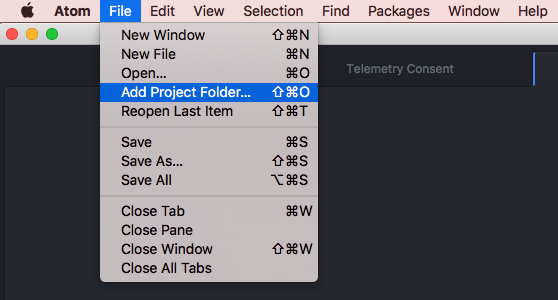 Atom File Edit View Selection Find Packages Window Help
Telemetry Consent
New Window ⇧⌘N
New File ⌘N
Open... ⌘O
Add Project Folder... ⇧⌘O
Reopen Last Item ⇧⌘T
Save ⌘S
Save As... ⇧⌘S
Save All ⌥⌘S
Close Tab ⌘W
Close Pane
Close Window ⇧⌘W
Close All Tabs